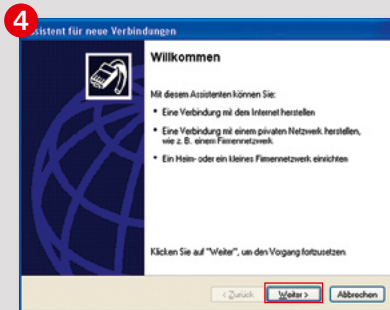 4
Assistent für neue Verbindungen
Willkommen
Mit diesem Assistenten können Sie:
• Eine Verbindung mit dem Internet herstellen
• Eine Verbindung mit einem privaten Netzwerk herstellen,
wie z. B. einem Firmennetzwerk
• Ein Heim- oder ein kleines Firmennetzwerk einrichten
Klicken Sie auf "Weiter", um den Vorgang fortzusetzen.
< Zurück Weiter > Abbrechen